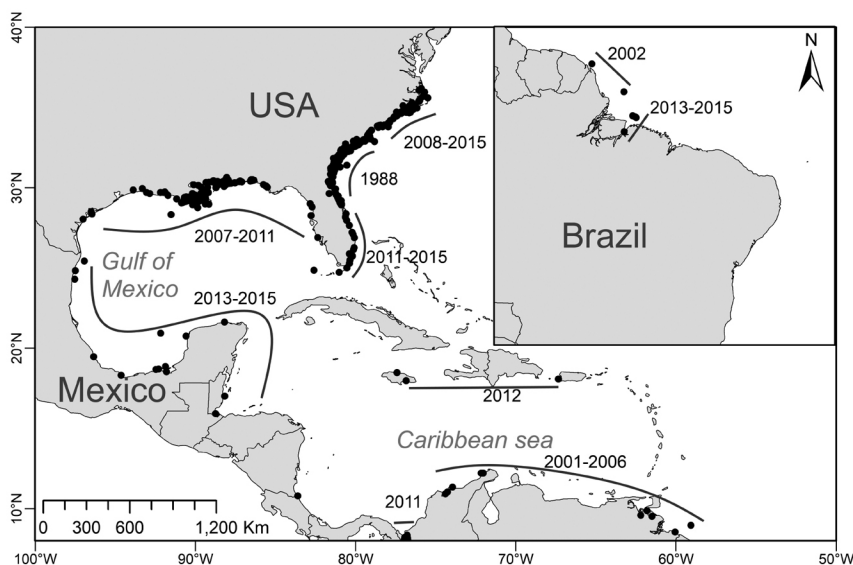 40°N
N
2002
USA
2013-2015
2008-2015
1988
30°N
Brazil
2007-2011
2011-2015
Gulf of
Mexico
2013-2015
20°N
Mexico
2012
Caribbean sea
2001-2006
2011
10°N
0 300 600 1,200 Km
100°W 90°W 80°W 70°W 60°W 50°W